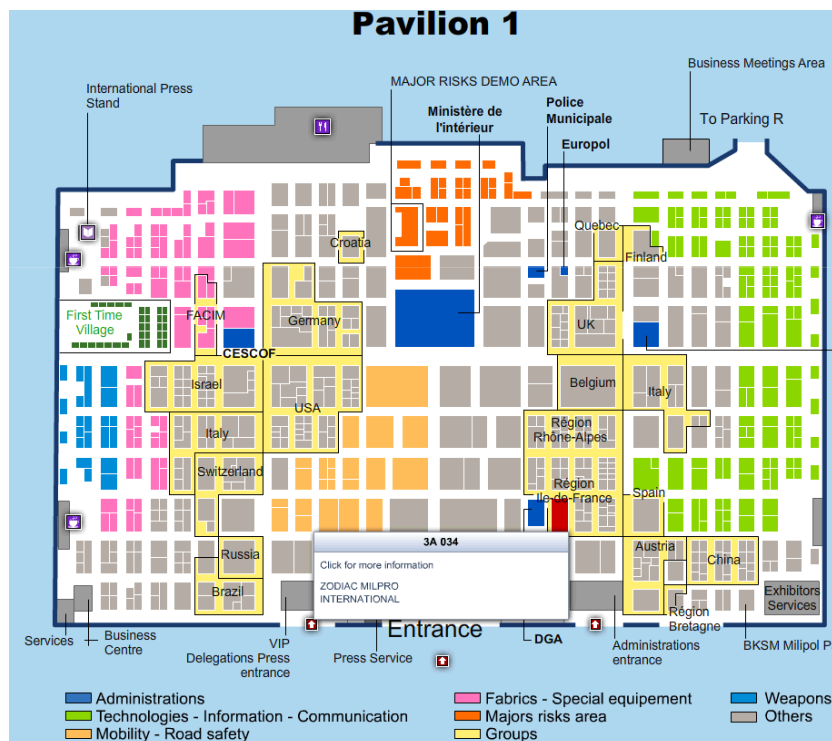 Pavilion 1
Business Meetings Area
International Press
Stand
MAJOR RISKS DEMO AREA
Ministère de
l'intérieur
Police
Municipale
Europol
To Parking R
Croatia
Quebec
Finland
First Time
Village
FACIM
Germany
UK
CESCOF
Israel
USA
Belgium
Italy
Italy
Région
Rhône-Alpes
Switzerland
Région
Ile-de-France
Spain
3A 034
Click for more information
ZODIAC MILPRO
INTERNATIONAL
Russia
Austria
China
Brazil
Région
Bretagne
Exhibitors
Services
Services
Business
Centre
VIP
Delegations Press
entrance
Press Service
Entrance
DGA
Administrations
entrance
BKSM Milipol P
Administrations
Technologies - Information - Communication
Mobility - Road safety
Fabrics - Special equipement
Majors risks area
Groups
Weapons
Others